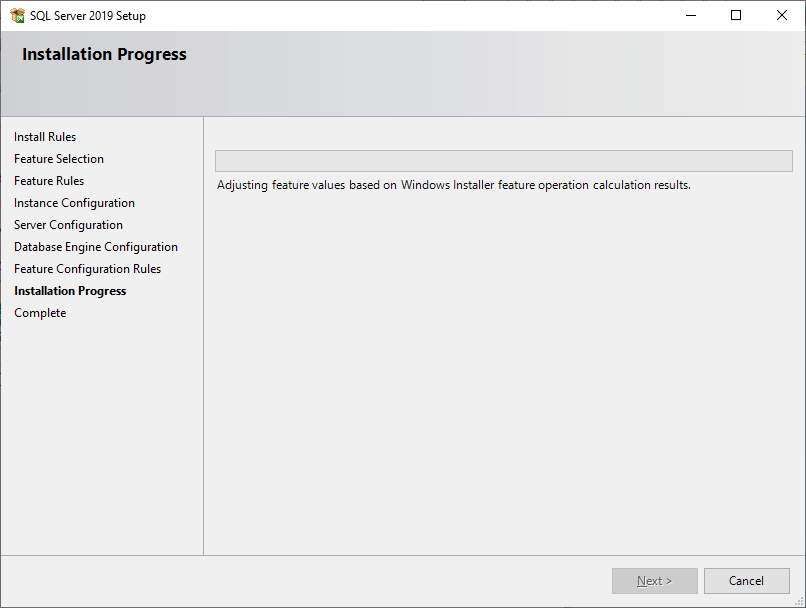 SQL Server 2019 Setup
Installation Progress
Install Rules
Feature Selection
Feature Rules
Instance Configuration
Server Configuration
Database Engine Configuration
Feature Configuration Rules
Installation Progress
Complete
Adjusting feature values based on Windows Installer feature operation calculation results.
Next >
Cancel